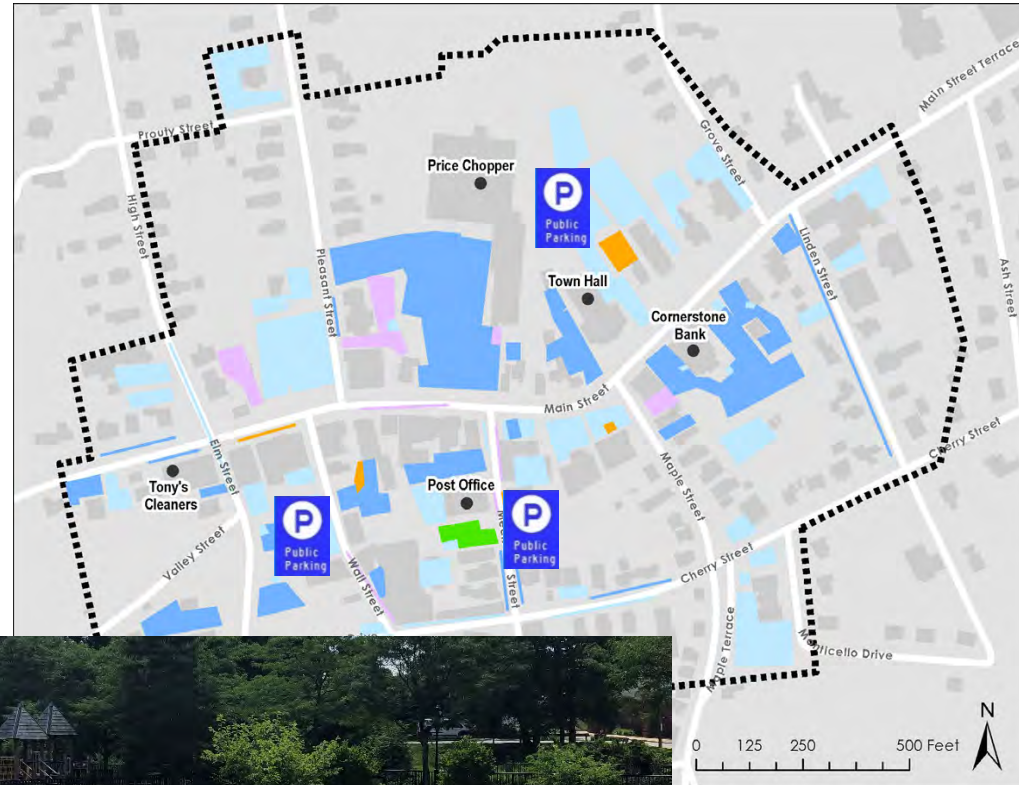 Main Street Terrace
Prouty Street
Grove Street
Price Chopper
P
Public
Parking
High Street
Linden Street
Pleasant Street
Ash Street
Town Hall
Cornerstone
Bank
Main Street
Cherry Street
Elm Street
Tony's
Cleaners
Post Office
Maple Street
P
Public
Parking
P
Public
Parking
Valley Street
Wall Street
Street
Cherry Street
Maple Terrace
Monticello Drive
N
0 125 250 500 Feet